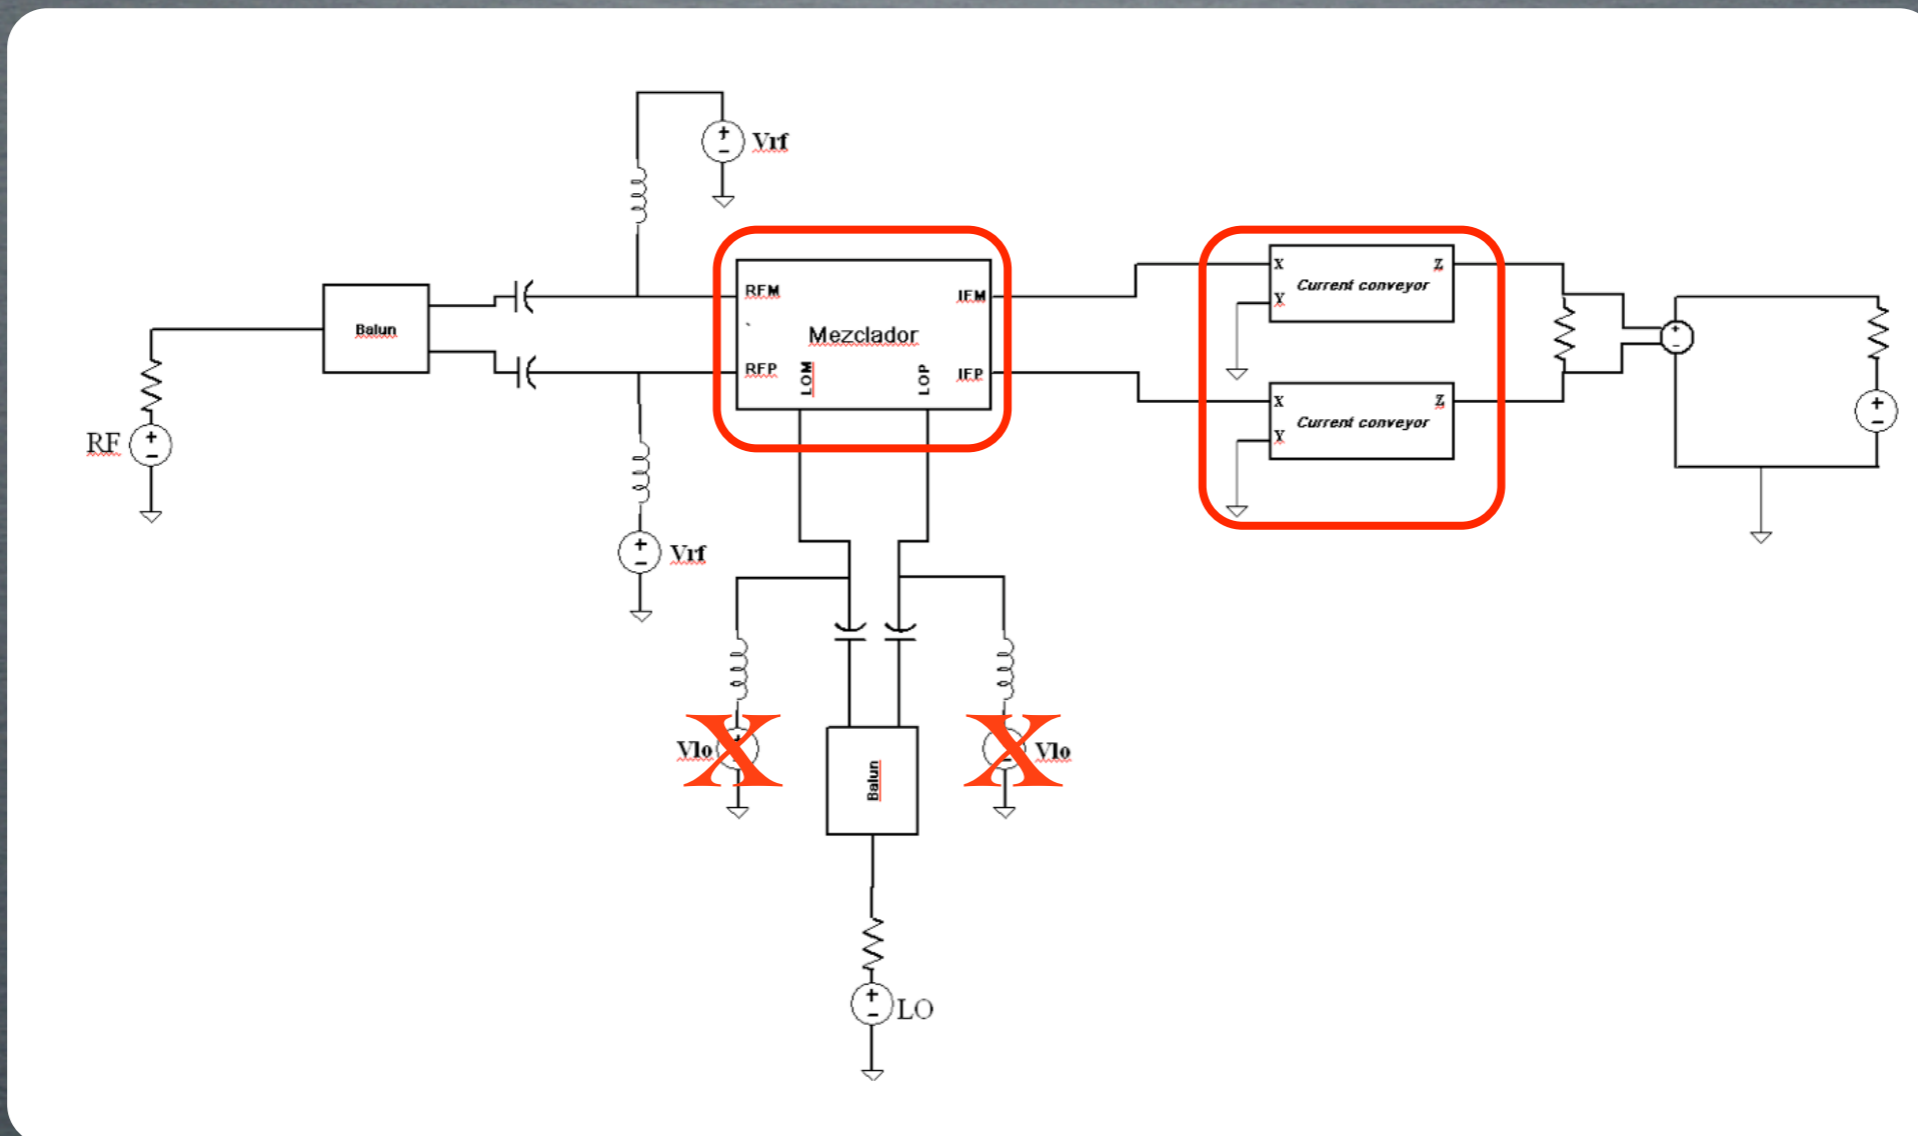 Vrf
RFM
IFM
X
Z
Current conveyor
Y
Balun
Mezclador
RFP
LOM
LOP
IFP
X
Z
Current conveyor
Y
RF
Vrf
Vlo
X
X
Vlo
Balun
LO